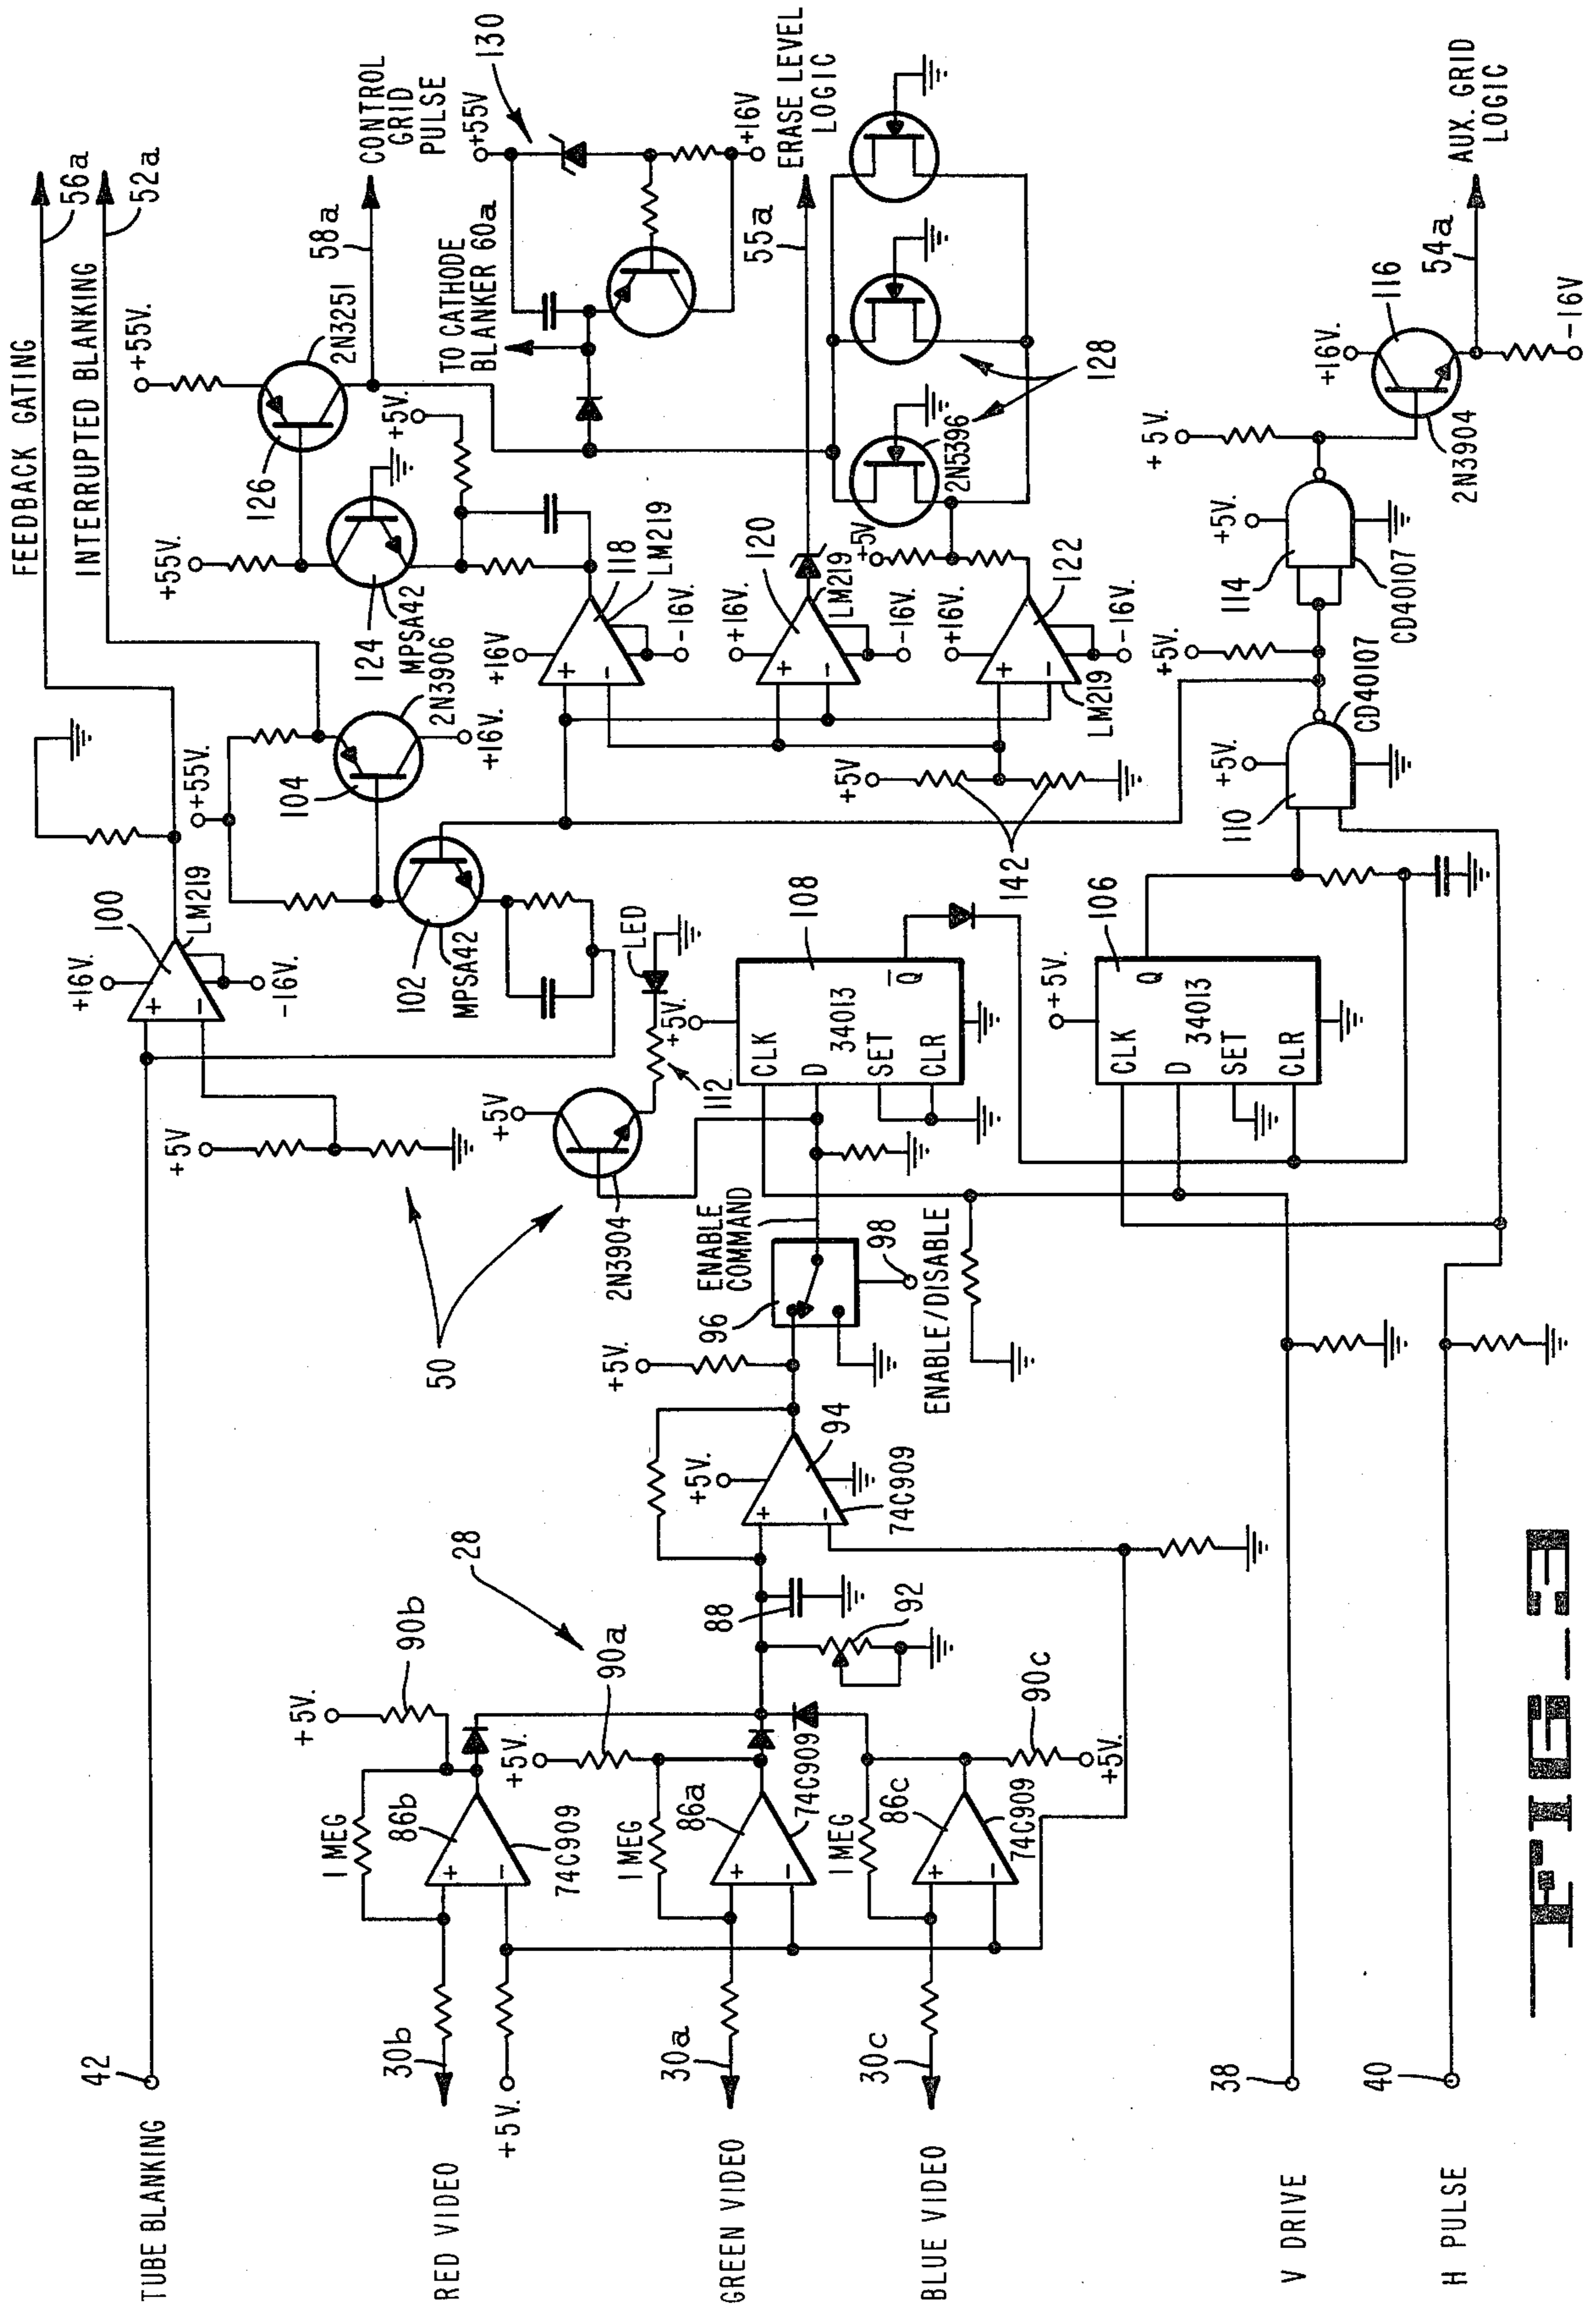 TUBE BLANKING
42
RED VIDEO
30b
+5V.
GREEN VIDEO
30a
BLUE VIDEO
30c
V DRIVE
38
H PULSE
40
1 MEG
86b
+
-
74C909
+5V.
90b
1 MEG
86a
+
-
74C909
+5V.
90a
1 MEG
86c
+
-
74C909
90c
+5V.
28
88
92
+5V.
+
-
94
74C909
+5V.
96
ENABLE
COMMAND
98
ENABLE/DISABLE
50
+5V
+16V.
100
+
-
LM219
-16V.
+5V
2N3904
112
LED
+5V.
CLK
D
SET
CLR
34013
Q
108
+5V.
CLK
D
SET
CLR
34013
Q
106
102
MPSA42
+55V.
104
2N3906
+16V.
FEEDBACK GATING
56a
INTERRUPTED BLANKING
52a
+55V.
124
MPSA42
126
+55V.
2N3251
58a
CONTROL
GRID
PULSE
+5V.
+16V
+
-
118
LM219
-16V.
+16V.
+
-
120
LM219
-16V.
+16V.
+
-
122
LM219
-16V.
+5V
142
+5V
TO CATHODE
BLANKER 60a
+55V
130
+16V
55a
ERASE LEVEL
LOGIC
2N5396
128
+5V.
110
CD40107
+5V.
+5V.
114
CD40107
+5V.
+16V.
116
2N3904
54a
AUX. GRID
LOGIC
-16V
FIG-3